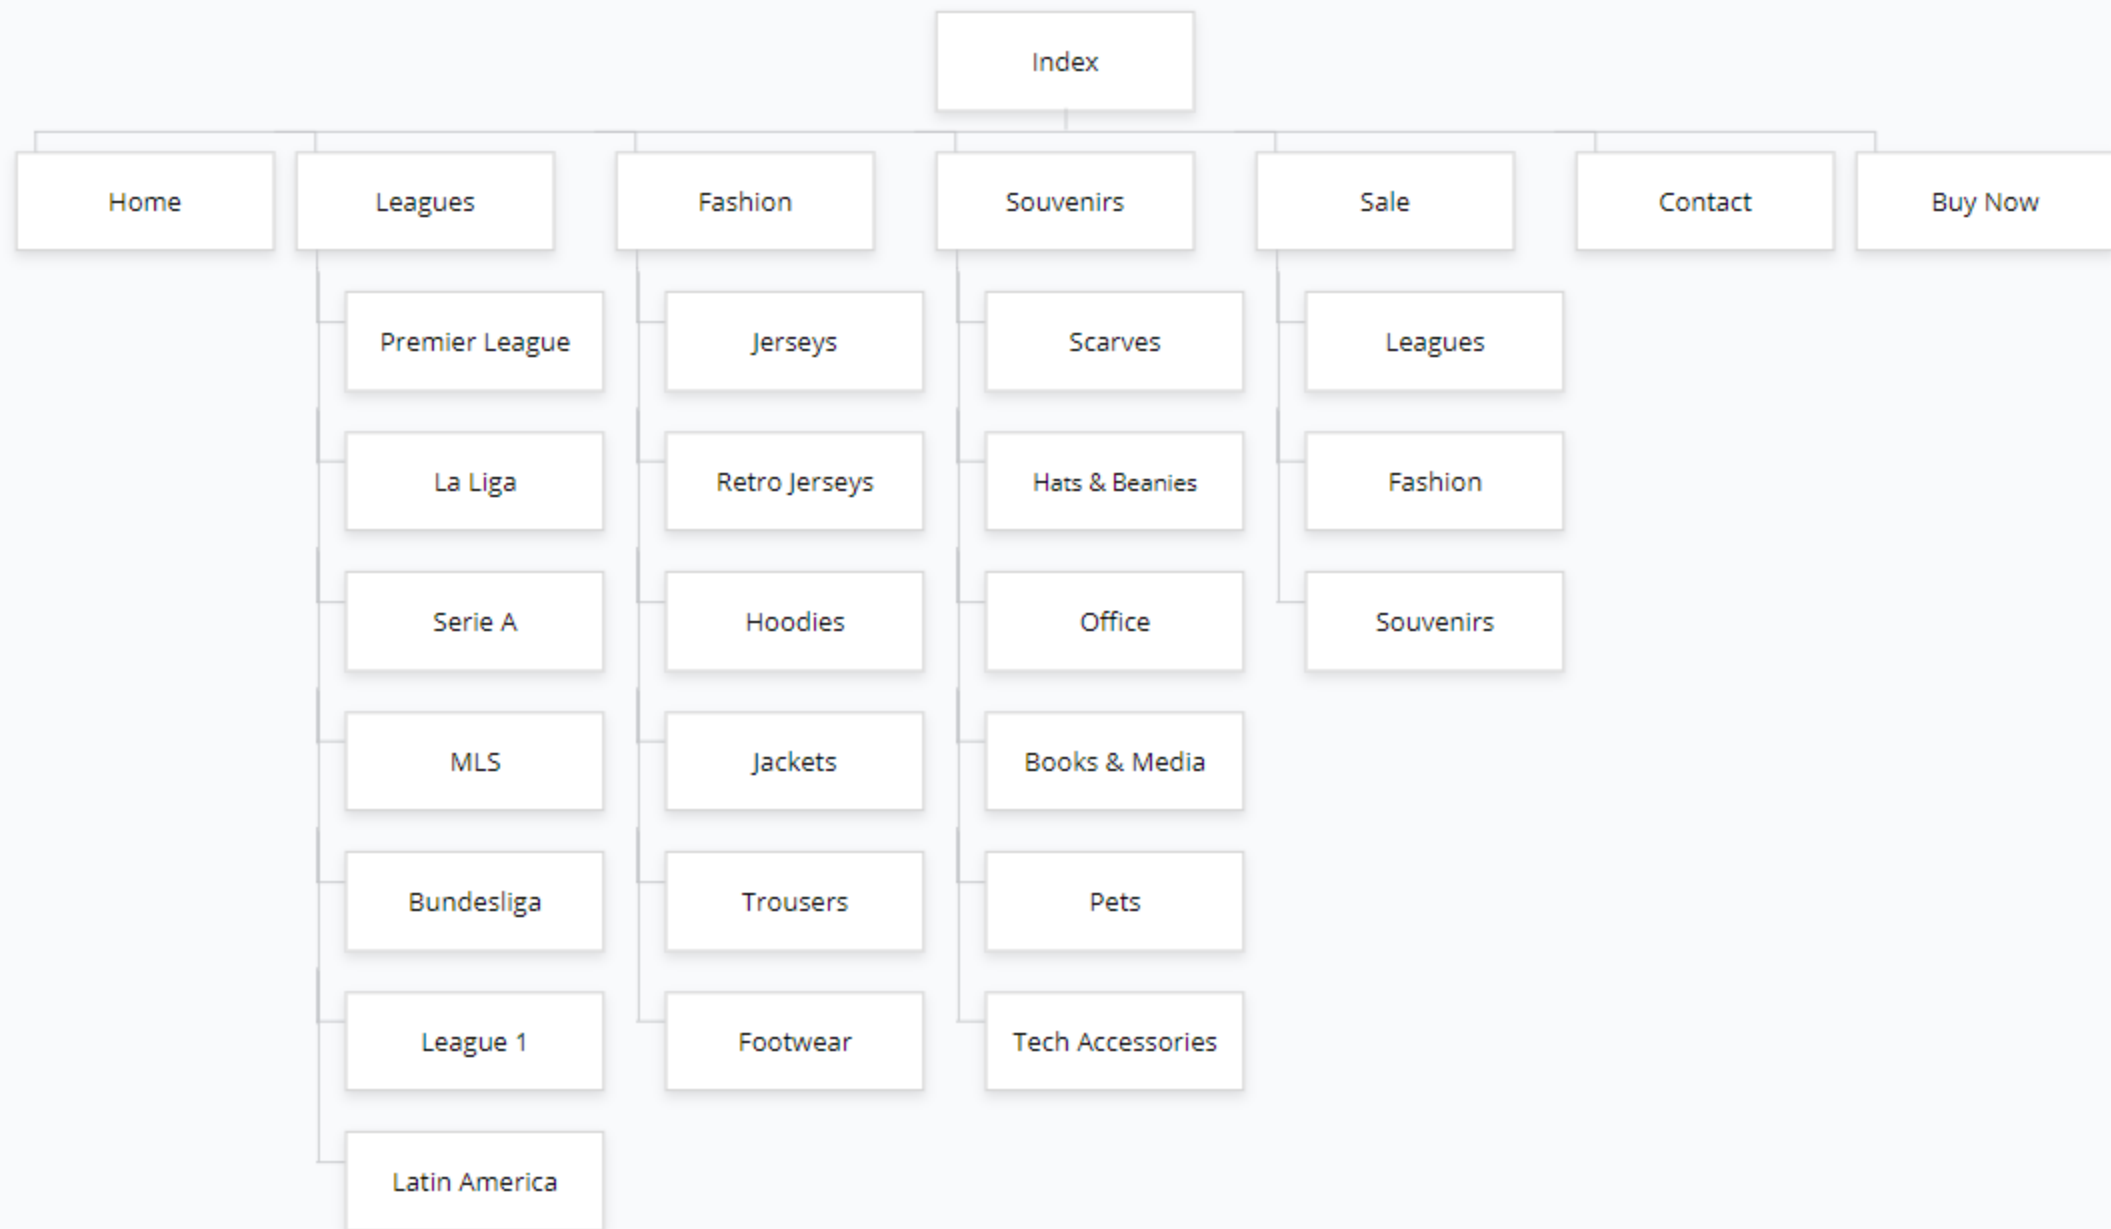 Index
Home
Leagues
Fashion
Souvenirs
Sale
Contact
Buy Now
Premier League
Jerseys
Scarves
Leagues
La Liga
Retro Jerseys
Hats & Beanies
Fashion
Serie A
Hoodies
Office
Souvenirs
MLS
Jackets
Books & Media
Bundesliga
Trousers
Pets
League 1
Footwear
Tech Accessories
Latin America